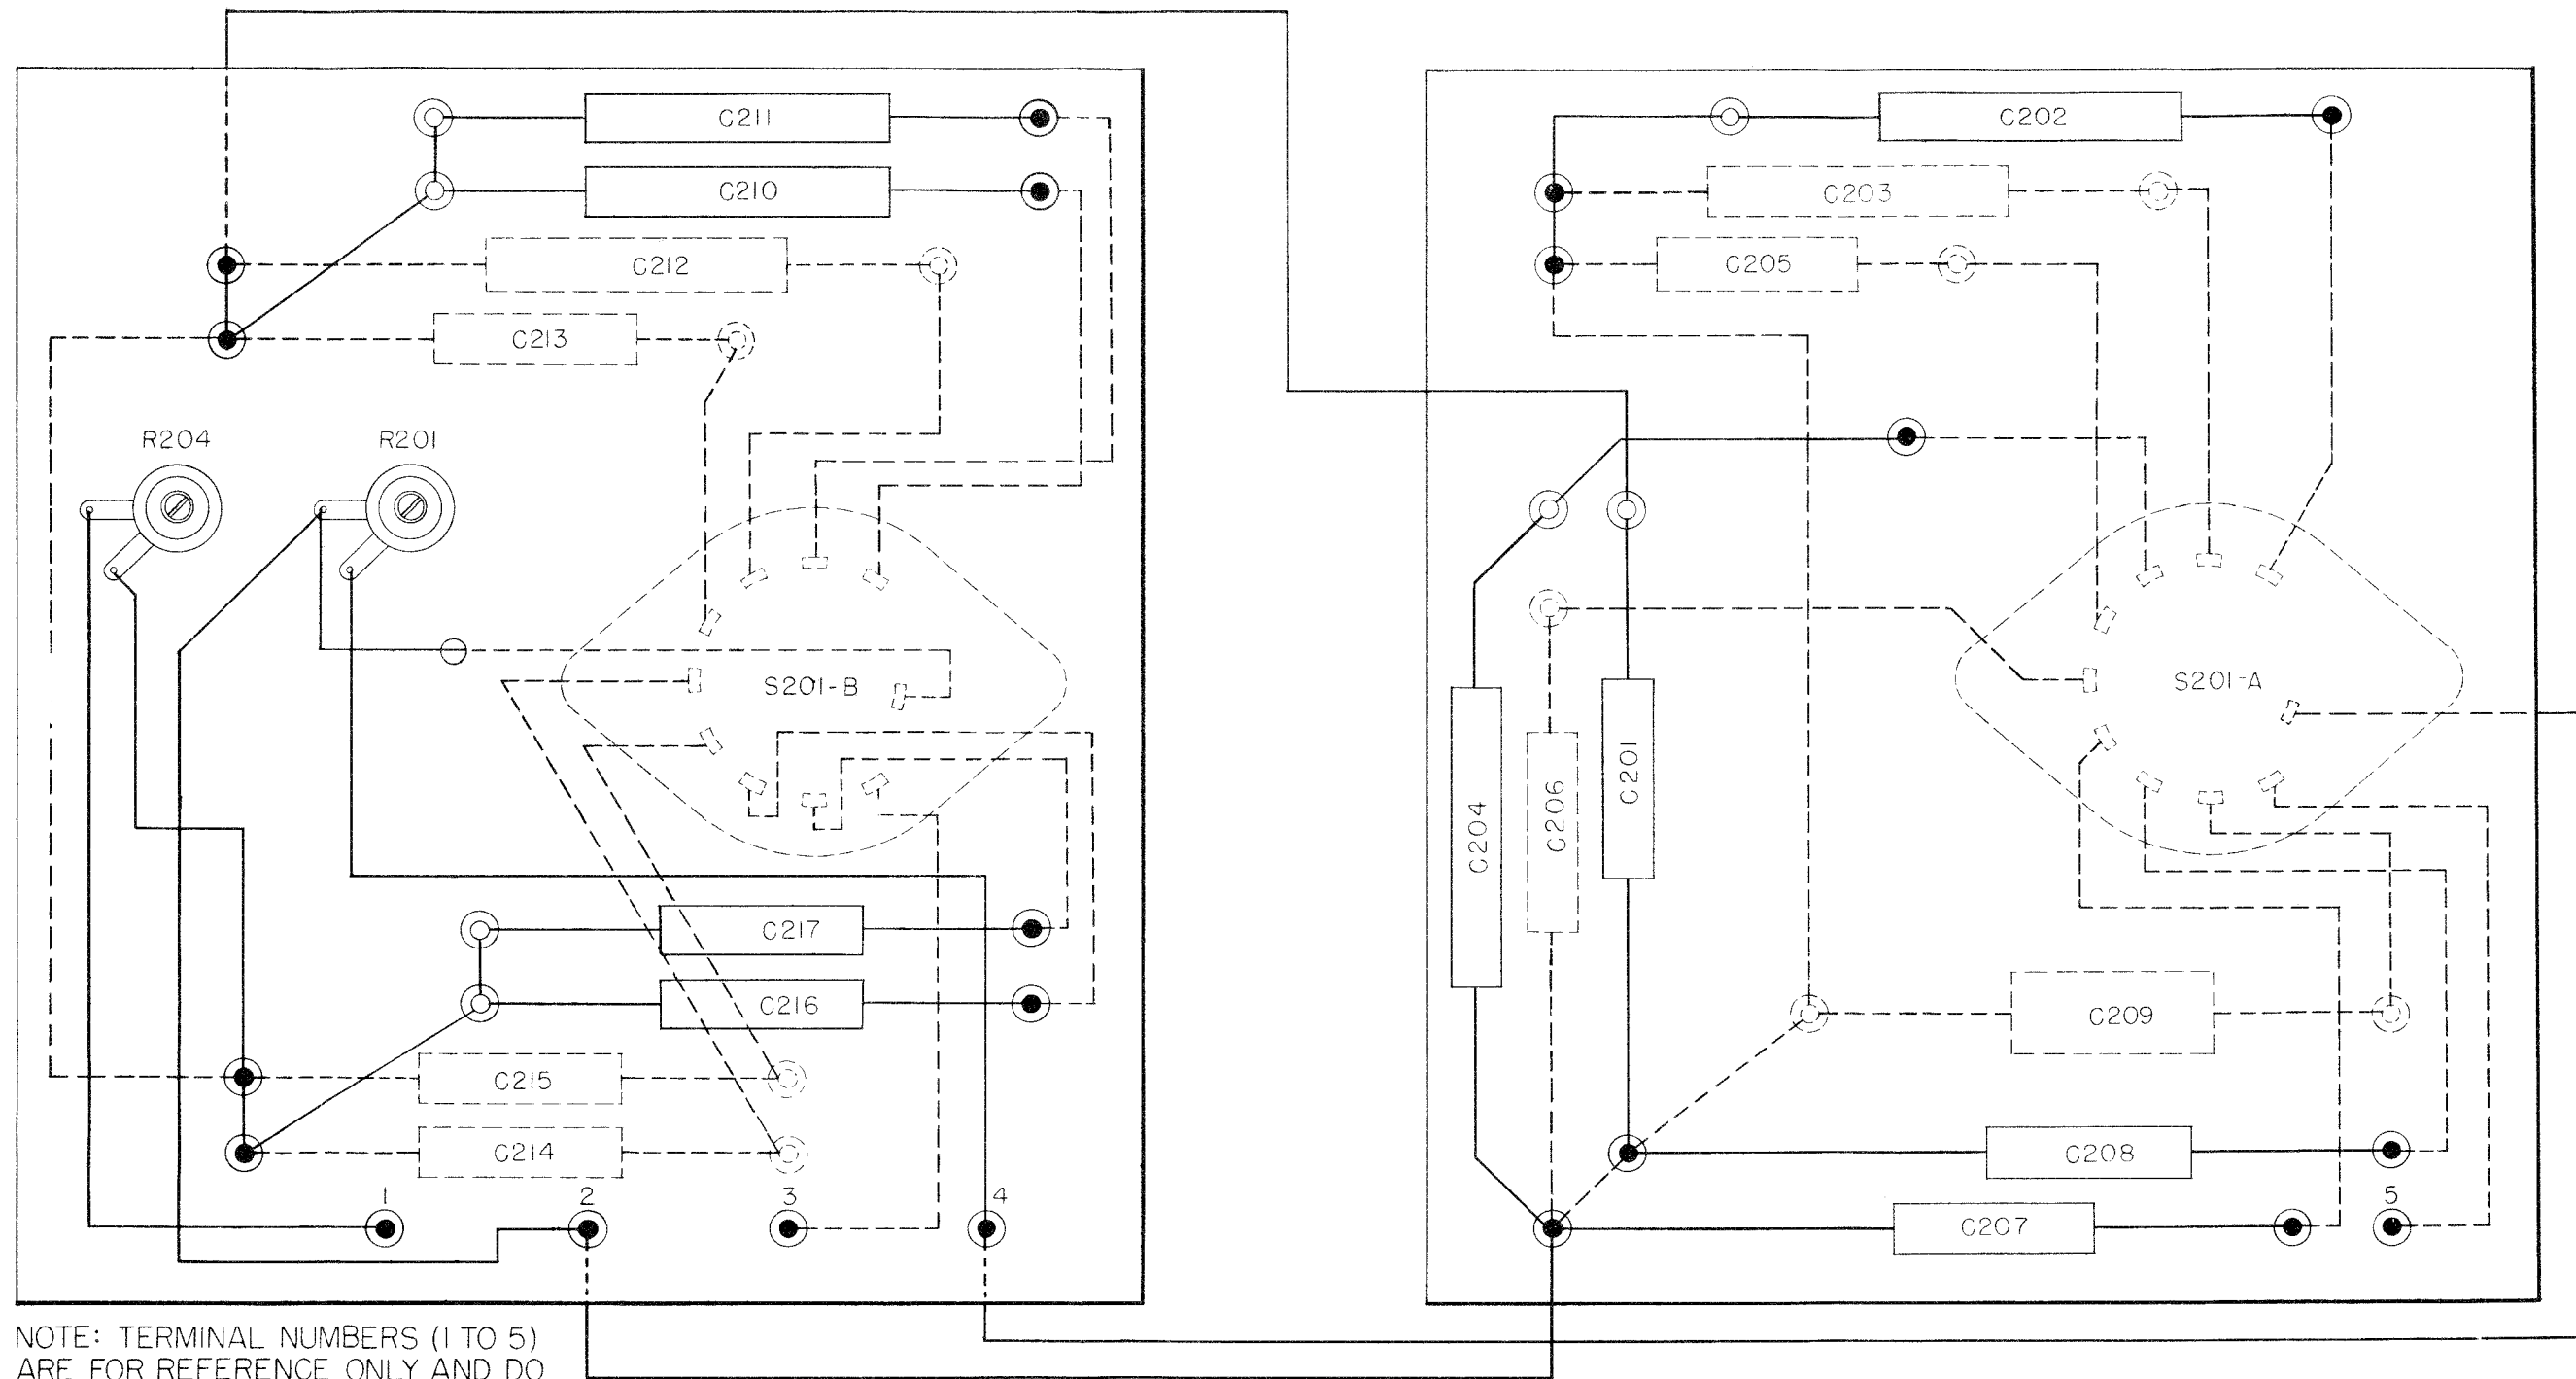 C211
C210
C212
C213
R204
R201
S201-B
C217
C216
C215
C214
1
2
3
4
C202
C203
C205
S201-A
C204
C206
C201
C209
C208
C207
5
NOTE: TERMINAL NUMBERS (1 TO 5)
ARE FOR REFERENCE ONLY AND DO